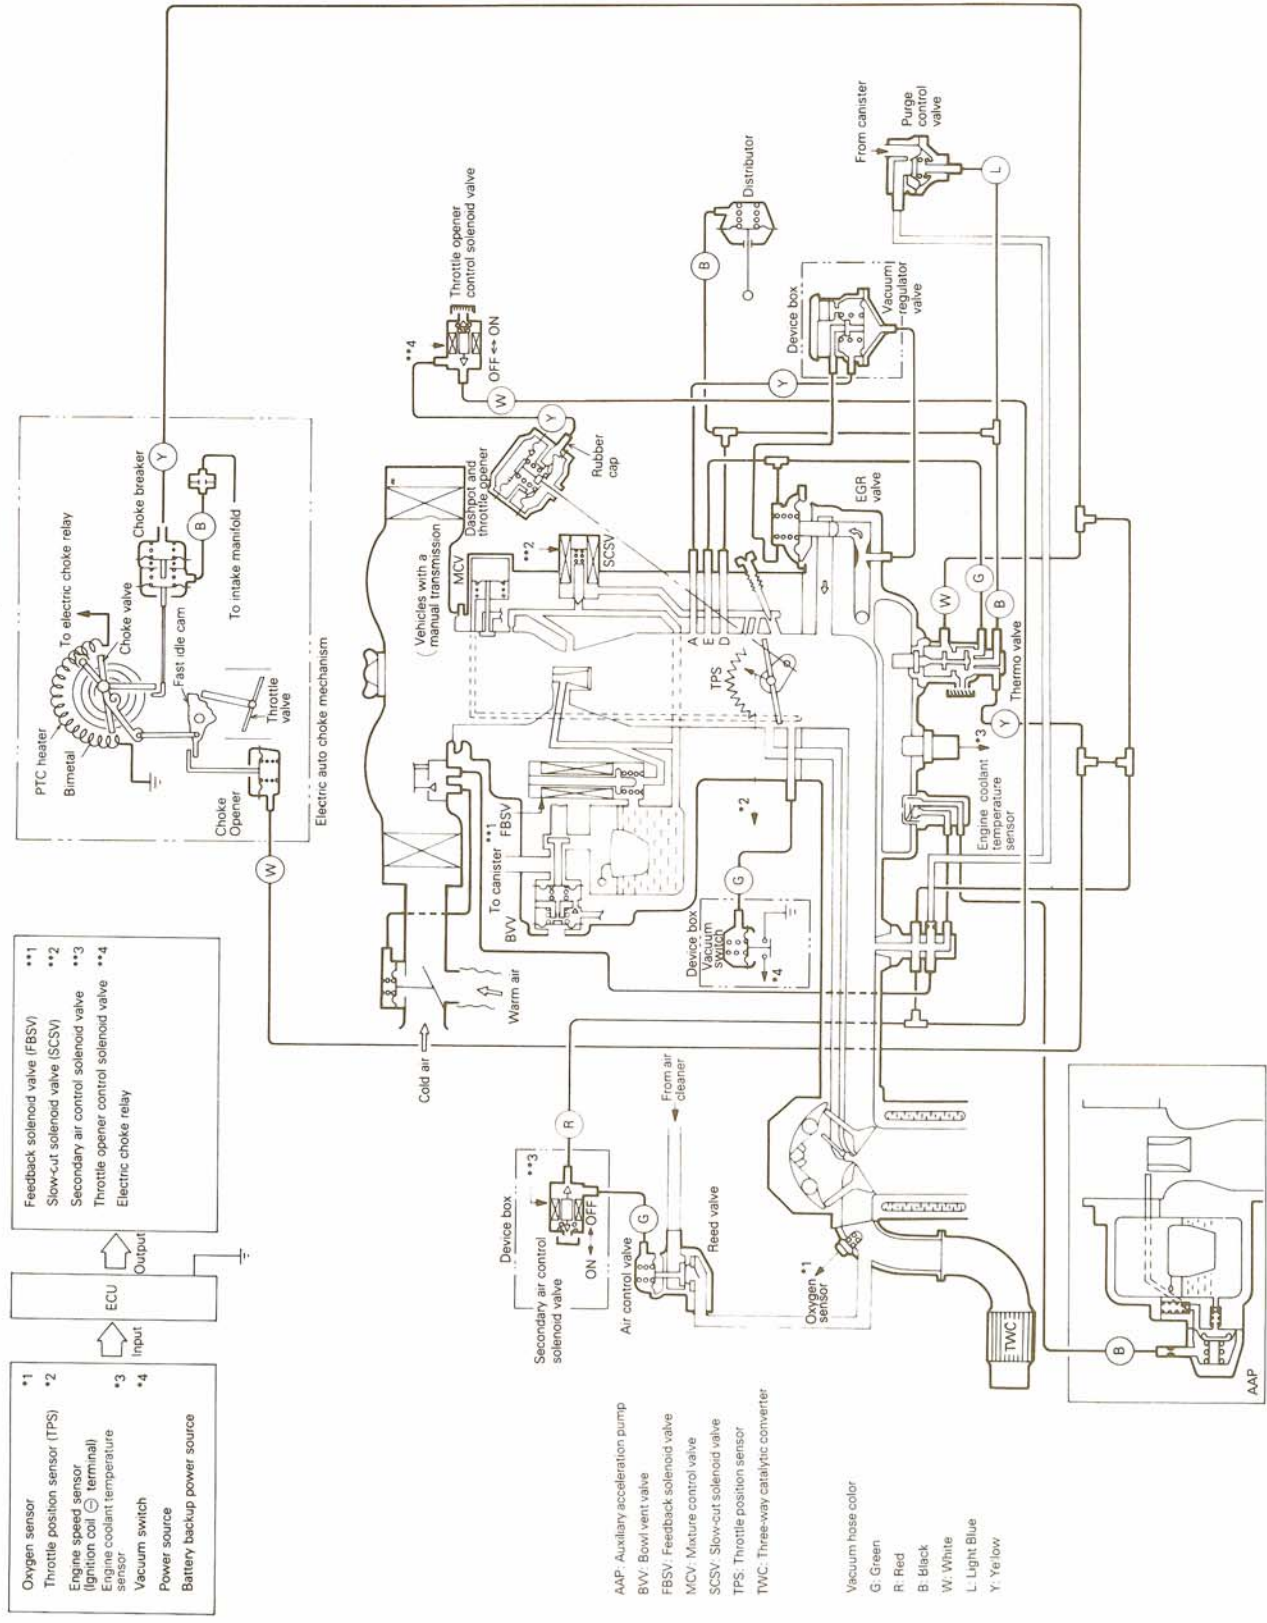 Oxygen sensor *1
Throttle position sensor (TPS) *2
Engine speed sensor
(Ignition coil ⊖ terminal)
Engine coolant temperature
sensor *3
Vacuum switch *4
Power source
Battery backup power source
Input
ECU
Output
Feedback solenoid valve (FBSV) **1
Slow-cut solenoid valve (SCSV) **2
Secondary air control solenoid valve **3
Throttle opener control solenoid valve **4
Electric choke relay
PTC heater
Bimetal
To electric choke relay
Choke valve
Fast idle cam
Choke breaker
Y
B
To intake manifold
Throttle
valve
Choke
Opener
W
Electric auto choke mechanism
Cold air
Warm air
(Vehicles with a
manual transmission
MCV
Dashpot and
throttle opener
**4
Throttle opener
control solenoid valve
OFF ↔ ON
W
Y
Rubber
cap
**2
SCSV
To canister
**1
FBSV
BVV
Device box
Vacuum
switch
*4
G
*2
TPS
A
E
D
B
Distributor
Device box
Vacuum
regulator
valve
Y
EGR
valve
From canister
Purge
control
valve
L
W
G
B
Thermo valve
Y
*3
Engine coolant
temperature
sensor
R
Device box
**3
Secondary air control
solenoid valve
ON ↔ OFF
G
Air control valve
From air
cleaner
Reed valve
Oxygen *1
sensor
TWC
B
AAP
AAP: Auxiliary acceleration pump
BVV: Bowl vent valve
FBSV: Feedback solenoid valve
MCV: Mixture control valve
SCSV: Slow-cut solenoid valve
TPS: Throttle position sensor
TWC: Three-way catalytic converter
Vacuum hose color
G: Green
R: Red
B: Black
W: White
L: Light Blue
Y: Yellow